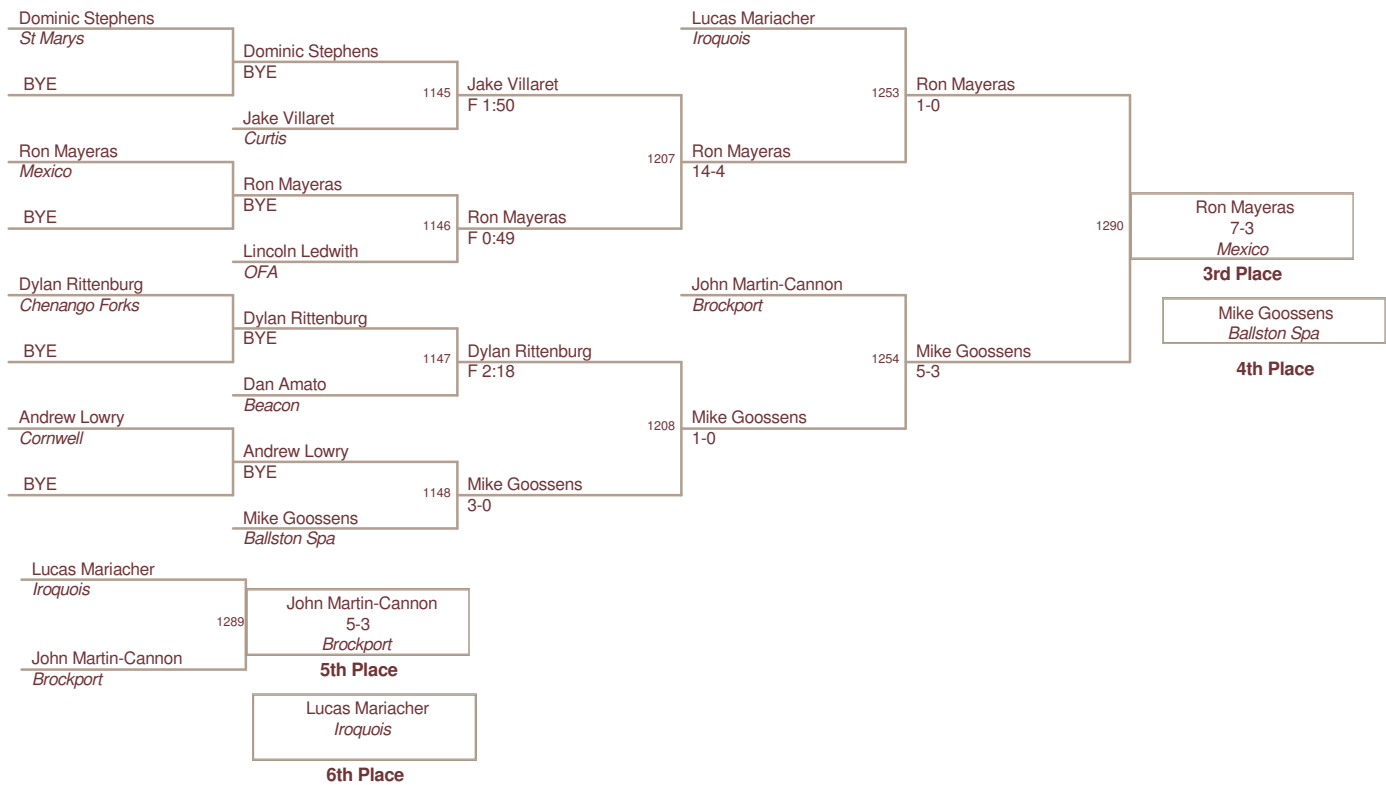 Dominic Stephens
St Marys
BYE
Ron Mayeras
Mexico
BYE
Dylan Rittenburg
Chenango Forks
BYE
Andrew Lowry
Cornwell
BYE
Dominic Stephens
BYE
1145
Jake Villaret
Curtis
Ron Mayeras
BYE
1146
Lincoln Ledwith
OFA
Dylan Rittenburg
BYE
1147
Dan Amato
Beacon
Andrew Lowry
BYE
1148
Mike Goossens
Ballston Spa
Jake Villaret
F 1:50
1207
Ron Mayeras
F 0:49
Dylan Rittenburg
F 2:18
1208
Mike Goossens
3-0
Lucas Mariacher
Iroquois
1253
Ron Mayeras
14-4
John Martin-Cannon
Brockport
1254
Mike Goossens
1-0
Ron Mayeras
1-0
1290
Mike Goossens
5-3
Ron Mayeras
7-3
Mexico
3rd Place
Mike Goossens
Ballston Spa
4th Place
Lucas Mariacher
Iroquois
1289
John Martin-Cannon
Brockport
John Martin-Cannon
5-3
Brockport
5th Place
Lucas Mariacher
Iroquois
6th Place